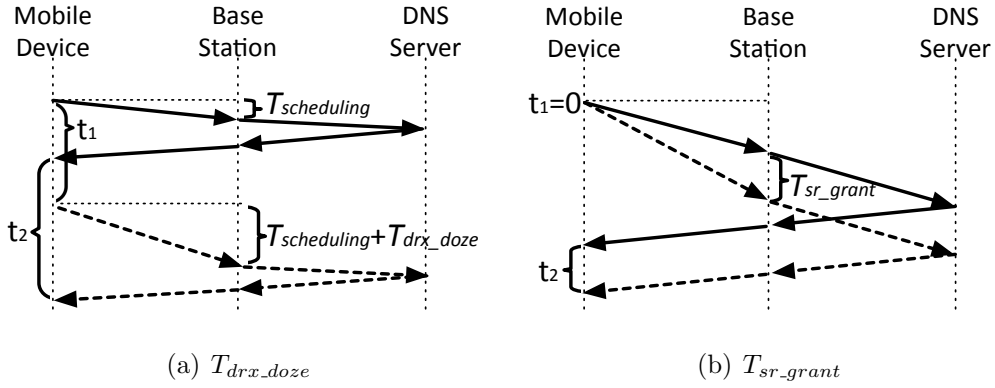 Mobile Device
Base Station
DNS Server
T_scheduling
t1
t2
T_scheduling+T_drx_doze
(a) T_drx_doze
Mobile Device
Base Station
DNS Server
t1=0
T_sr_grant
t2
(b) T_sr_grant